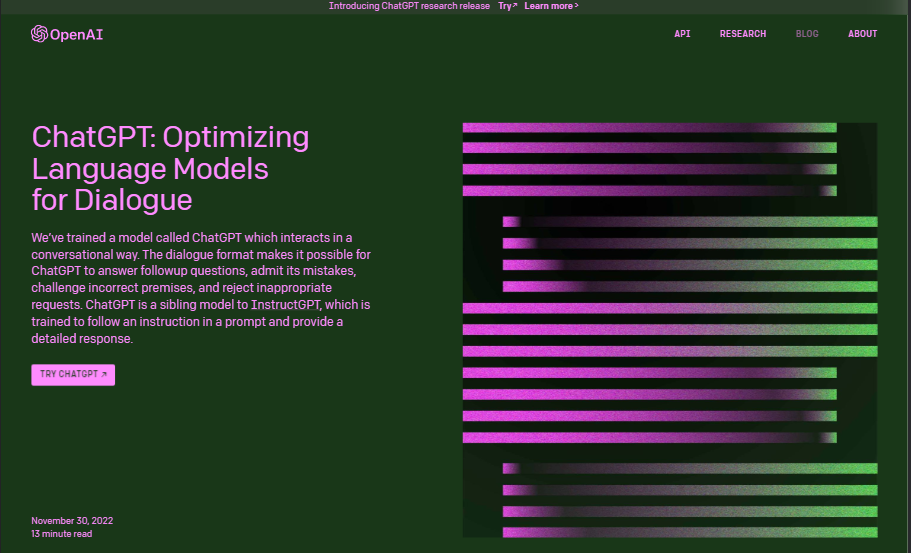 Introducing ChatGPT research release Try↗ Learn more >
OpenAI
API RESEARCH BLOG ABOUT
ChatGPT: Optimizing
Language Models
for Dialogue
We’ve trained a model called ChatGPT which interacts in a
conversational way. The dialogue format makes it possible for
ChatGPT to answer followup questions, admit its mistakes,
challenge incorrect premises, and reject inappropriate
requests. ChatGPT is a sibling model to InstructGPT, which is
trained to follow an instruction in a prompt and provide a
detailed response.
TRY CHATGPT ↗
November 30, 2022
13 minute read